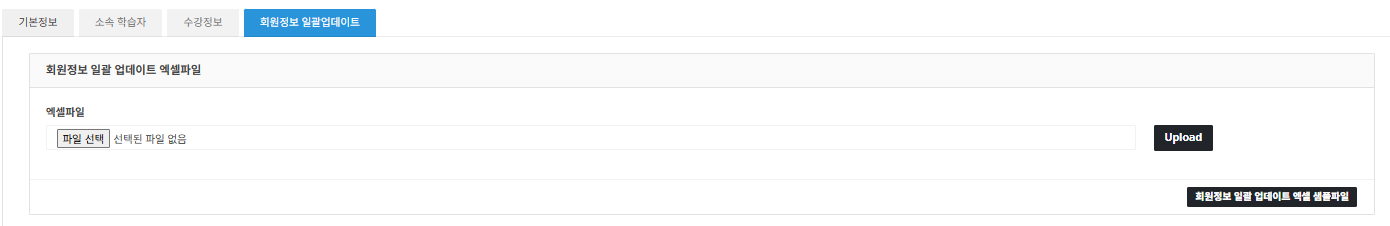 기본정보 소속 학습자 수강정보 회원정보 일괄업데이트
회원정보 일괄 업데이트 엑셀파일
엑셀파일
파일 선택 선택된 파일 없음 Upload
회원정보 일괄 업데이트 엑셀 샘플파일